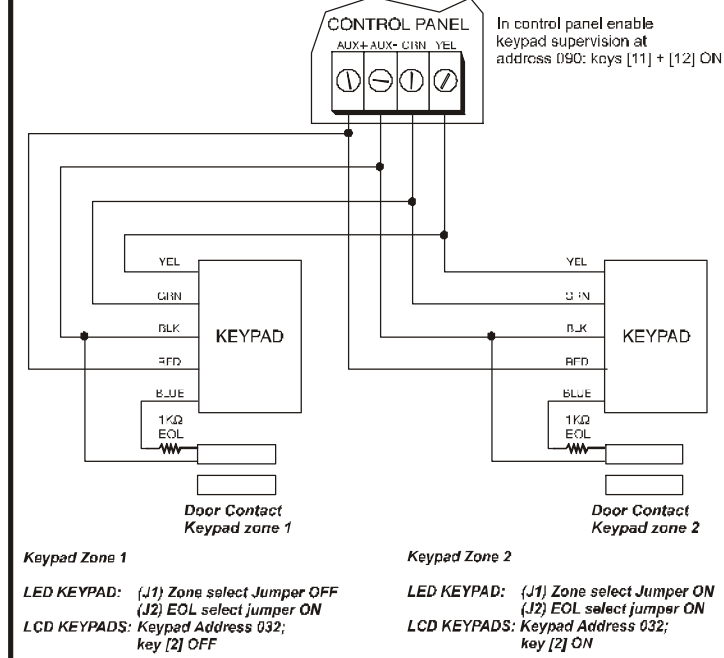 CONTROL PANEL
AUX+ AUX- GRN YEL
In control panel enable
keypad supervision at
address 090: keys [11] + [12] ON
YEL
GRN
BLK
RED
BLUE
KEYPAD
1KΩ
EOL
Door Contact
Keypad zone 1
YEL
GRN
BLK
RED
BLUE
KEYPAD
1KΩ
EOL
Door Contact
Keypad zone 2
Keypad Zone 1
LED KEYPAD: (J1) Zone select Jumper OFF
(J2) EOL select jumper ON
LCD KEYPADS: Keypad Address 032;
key [2] OFF
Keypad Zone 2
LED KEYPAD: (J1) Zone select Jumper ON
(J2) EOL select jumper ON
LCD KEYPADS: Keypad Address 032;
key [2] ON